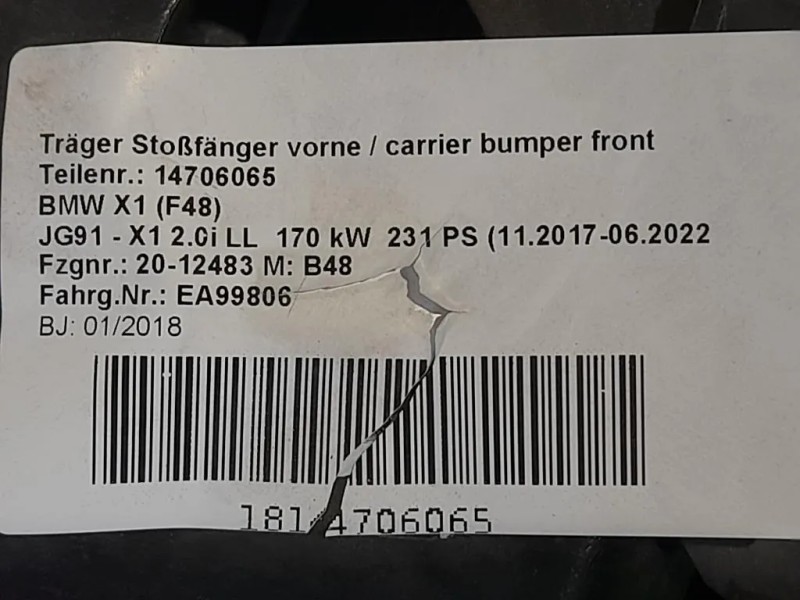 Träger Stoßfänger vorne / carrier bumper front
Teilenr.: 14706065
BMW X1 (F48)
JG91 - X1 2.0i LL 170 kW 231 PS (11.2017-06.2022
Fzgnr.: 20-12483 M: B48
Fahrg.Nr.: EA99806
BJ: 01/2018
18114706065